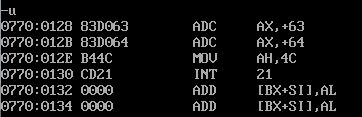 -u
0770:0128 83D063 ADC AX,+63
0770:012B 83D064 ADC AX,+64
0770:012E B44C MOV AH,4C
0770:0130 CD21 INT 21
0770:0132 0000 ADD [BX+SI],AL
0770:0134 0000 ADD [BX+SI],AL